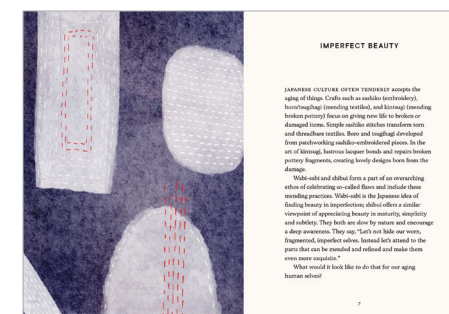 IMPERFECT BEAUTY
JAPANESE CULTURE OFTEN TENDERLY accepts the
aging of things. Crafts such as sashiko (embroidery),
boro/tsugihagi (mending textiles), and kintsugi (mending
broken pottery) focus on giving new life to broken or
damaged items. Simple sashiko stitches transform torn
and threadbare textiles. Boro and tsugihagi developed
from patchworking sashiko-embroidered pieces. In the
art of kintsugi, lustrous lacquer bonds and repairs broken
pottery fragments, creating lovely designs born from the
damage.
Wabi-sabi and shibui form a part of an overarching
ethos of celebrating so-called flaws and include these
mending practices. Wabi-sabi is the Japanese idea of
finding beauty in imperfection; shibui offers a similar
viewpoint of appreciating beauty in maturity, simplicity
and subtlety. They both are slow by nature and encourage
a deep awareness. They say, “Let’s not hide our worn,
fragmented, imperfect selves. Instead let’s attend to the
parts that can be mended and refined and make them
even more exquisite.”
What would it look like to do that for our aging
human selves?
7